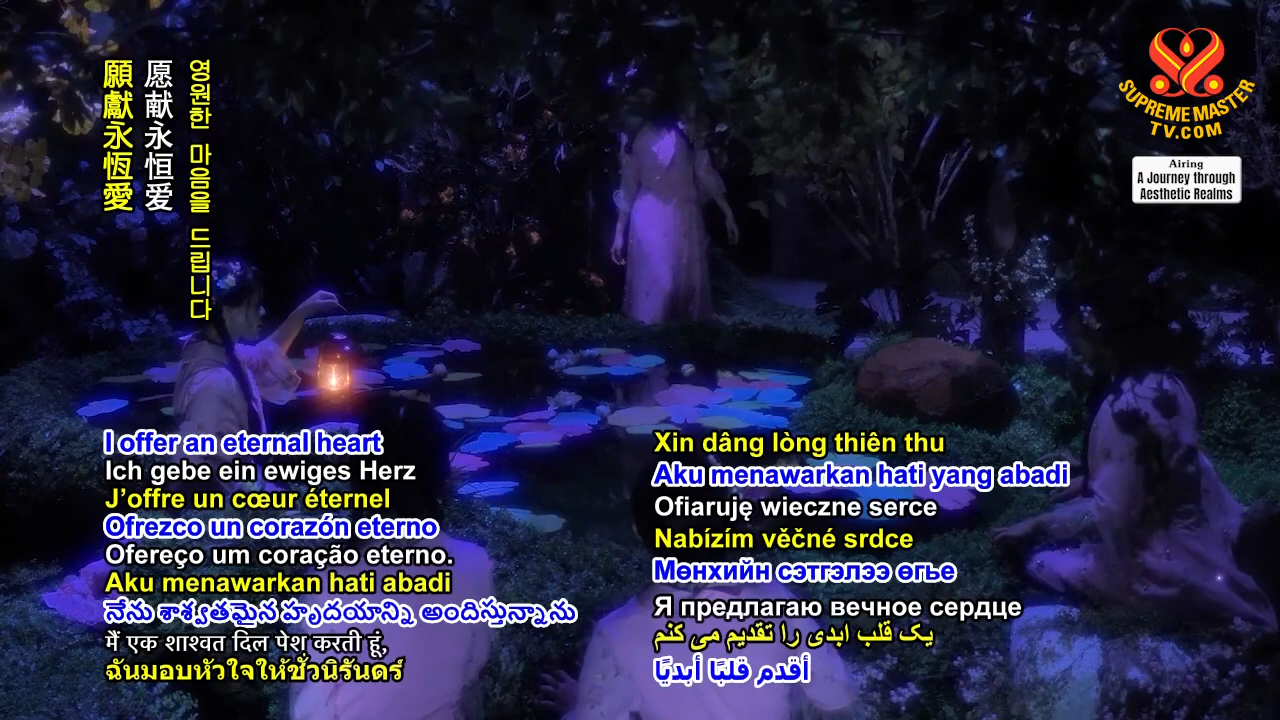 願獻永恆愛
愿献永恒爱
영원한 마음을 드립니다
SUPREME MASTER
TV.COM
Airing
A Journey through
Aesthetic Realms
I offer an eternal heart
Ich gebe ein ewiges Herz
J’offre un cœur éternel
Ofrezco un corazón eterno
Ofereço um coração eterno.
Aku menawarkan hati abadi
నేను శాశ్వతమైన హృదయాన్ని అందిస్తున్నాను
मैं एक शाश्वत दिल पेश करती हूं,
ฉันมอบหัวใจให้ชั่วนิรันดร์
Xin dâng lòng thiên thu
Aku menawarkan hati yang abadi
Ofiaruję wieczne serce
Nabízím věčné srdce
Мөнхийн сэтгэлээ өгье
Я предлагаю вечное сердце
یک قلب ابدی را تقدیم می کنم
أقدم قلبًا أبديًا